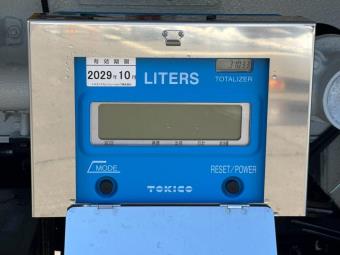 有効期限
2029年10月
LITERS
TOTALIZER
MODE
RESET/POWER
TOKICO